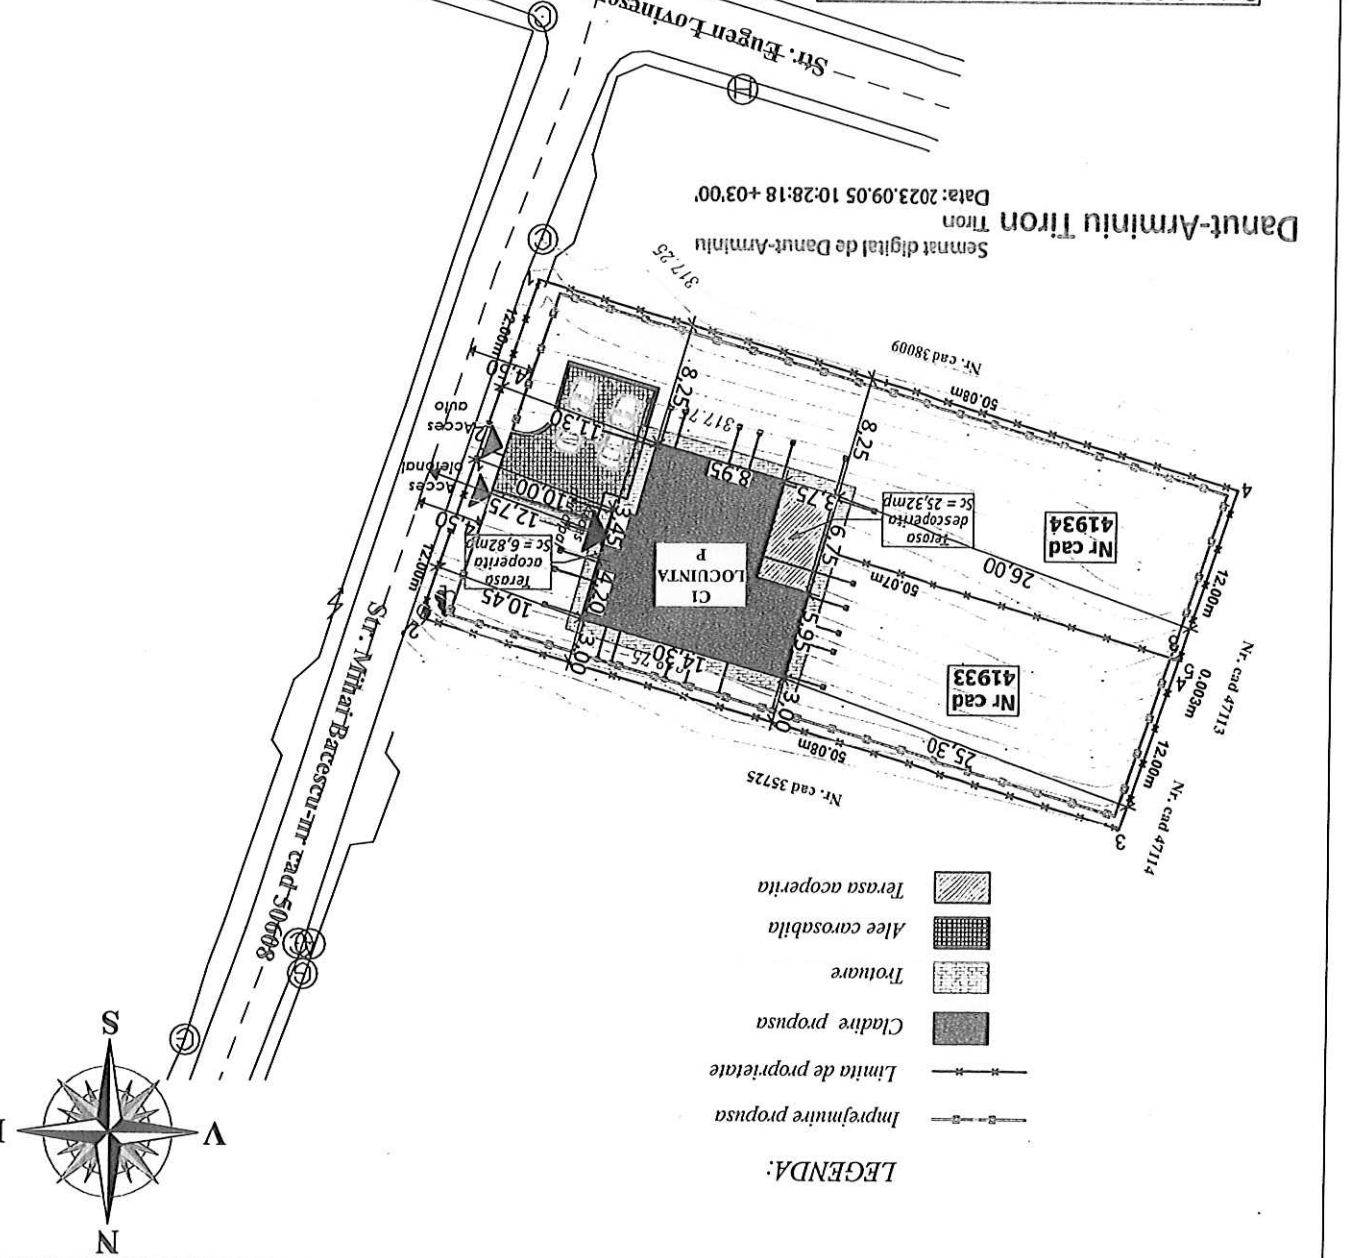 N
V
S
LEGENDA:
Imprejmuire propusa
Limita de proprietate
Cladire propusa
Trotuare
Alee carosabila
Terasa acoperita
Str. Mihai Bacescu-nr cad 50608
Nr. cad 47114
Nr. cad 35725
Nr. cad 47113
3
50.08m
25,30
12.00m
0.003m
12.00m
Nr cad
41933
3,00
14,30
3,00
10,45
4,20
5,95
C1
LOCUINTA
P
Terasa
acoperita
Sc = 6,82m
12.00m
4,50
12,75
10,00
3,45
6,75
3,75
50.07m
26,00
Nr cad
41934
Terasa
descoperita
Sc = 25,32mp
4
Acces
pietonal
Acces
auto
11,30
8,95
8,25
8,25
4,50
12.00m
50.08m
Nr. cad 38009
317.25
Semnat digital de Danut-Arminiu
Tiron
Data: 2023.09.05 10:28:18 +03'00'
Danut-Arminiu Tiron
H
Str. Eugen Lovinesc